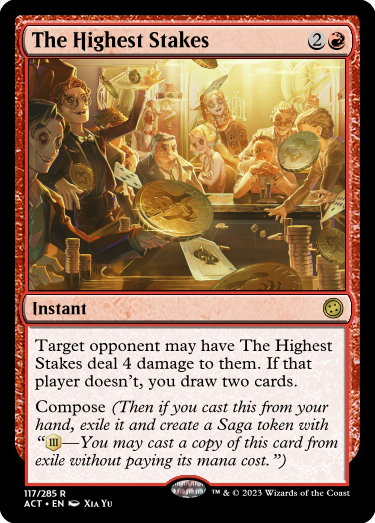 The Highest Stakes 2
Instant
Target opponent may have The Highest
Stakes deal 4 damage to them. If that
player doesn't, you draw two cards.
Compose (Then if you cast this from your
hand, exile it and create a Saga token with
“III—You may cast a copy of this card from
exile without paying its mana cost.”)
117/285 R
ACT • EN Xia Yu
™ & © 2023 Wizards of the Coast